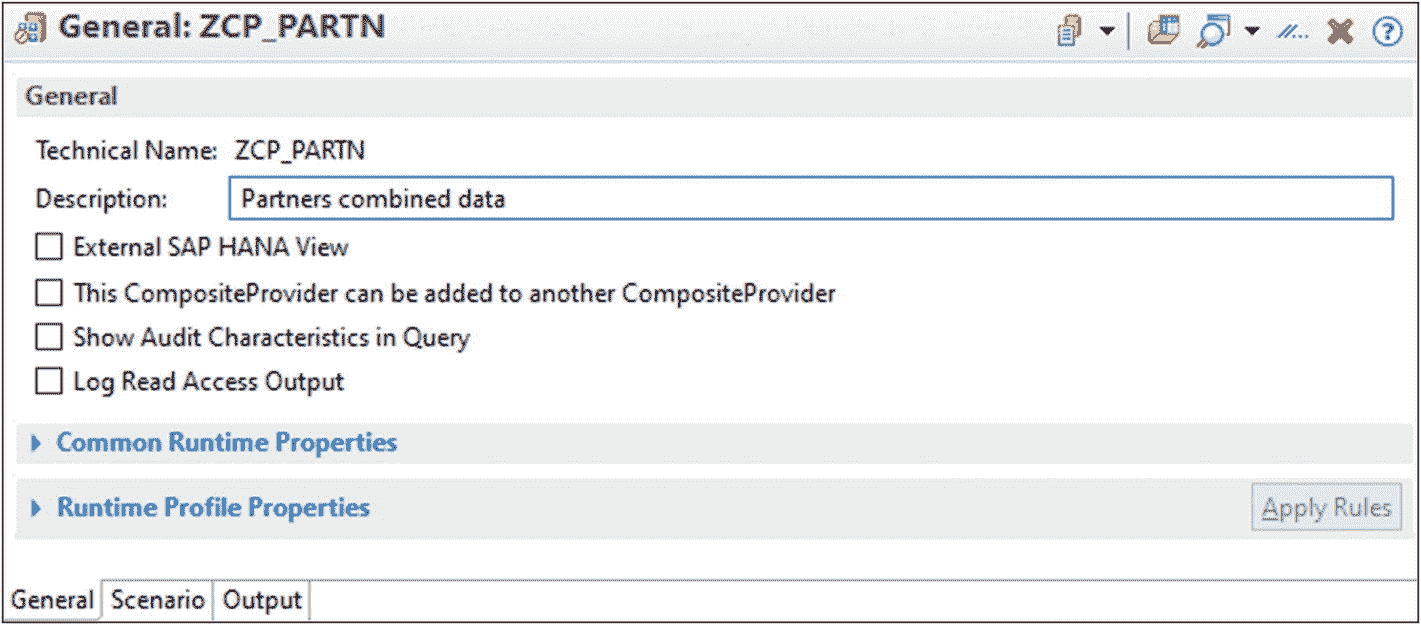 General: ZCP_PARTN
General
Technical Name: ZCP_PARTN
Description: Partners combined data
External SAP HANA View
This CompositeProvider can be added to another CompositeProvider
Show Audit Characteristics in Query
Log Read Access Output
Common Runtime Properties
Runtime Profile Properties Apply Rules
General Scenario Output